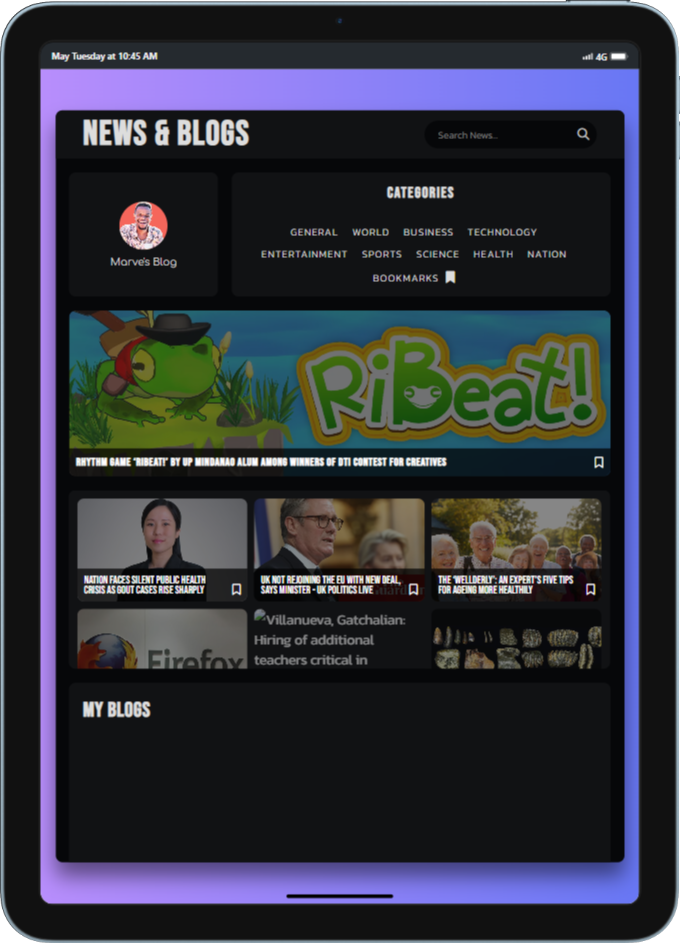 May Tuesday at 10:45 AM
4G
NEWS & BLOGS
Search News...
Marve's Blog
CATEGORIES
GENERAL WORLD BUSINESS TECHNOLOGY
ENTERTAINMENT SPORTS SCIENCE HEALTH NATION
BOOKMARKS
RiBeat!
RHYTHM GAME 'RIBEAT!' BY UP MINDANAO ALUM AMONG WINNERS OF DTI CONTEST FOR CREATIVES
NATION FACES SILENT PUBLIC HEALTH
CRISIS AS GOUT CASES RISE SHARPLY
UK NOT REJOINING THE EU WITH NEW DEAL,
SAYS MINISTER - UK POLITICS LIVE
THE 'WELLDERLY': AN EXPERT'S FIVE TIPS
FOR AGEING MORE HEALTHILY
Firefox
Villanueva, Gatchalian:
Hiring of additional
teachers critical in
MY BLOGS